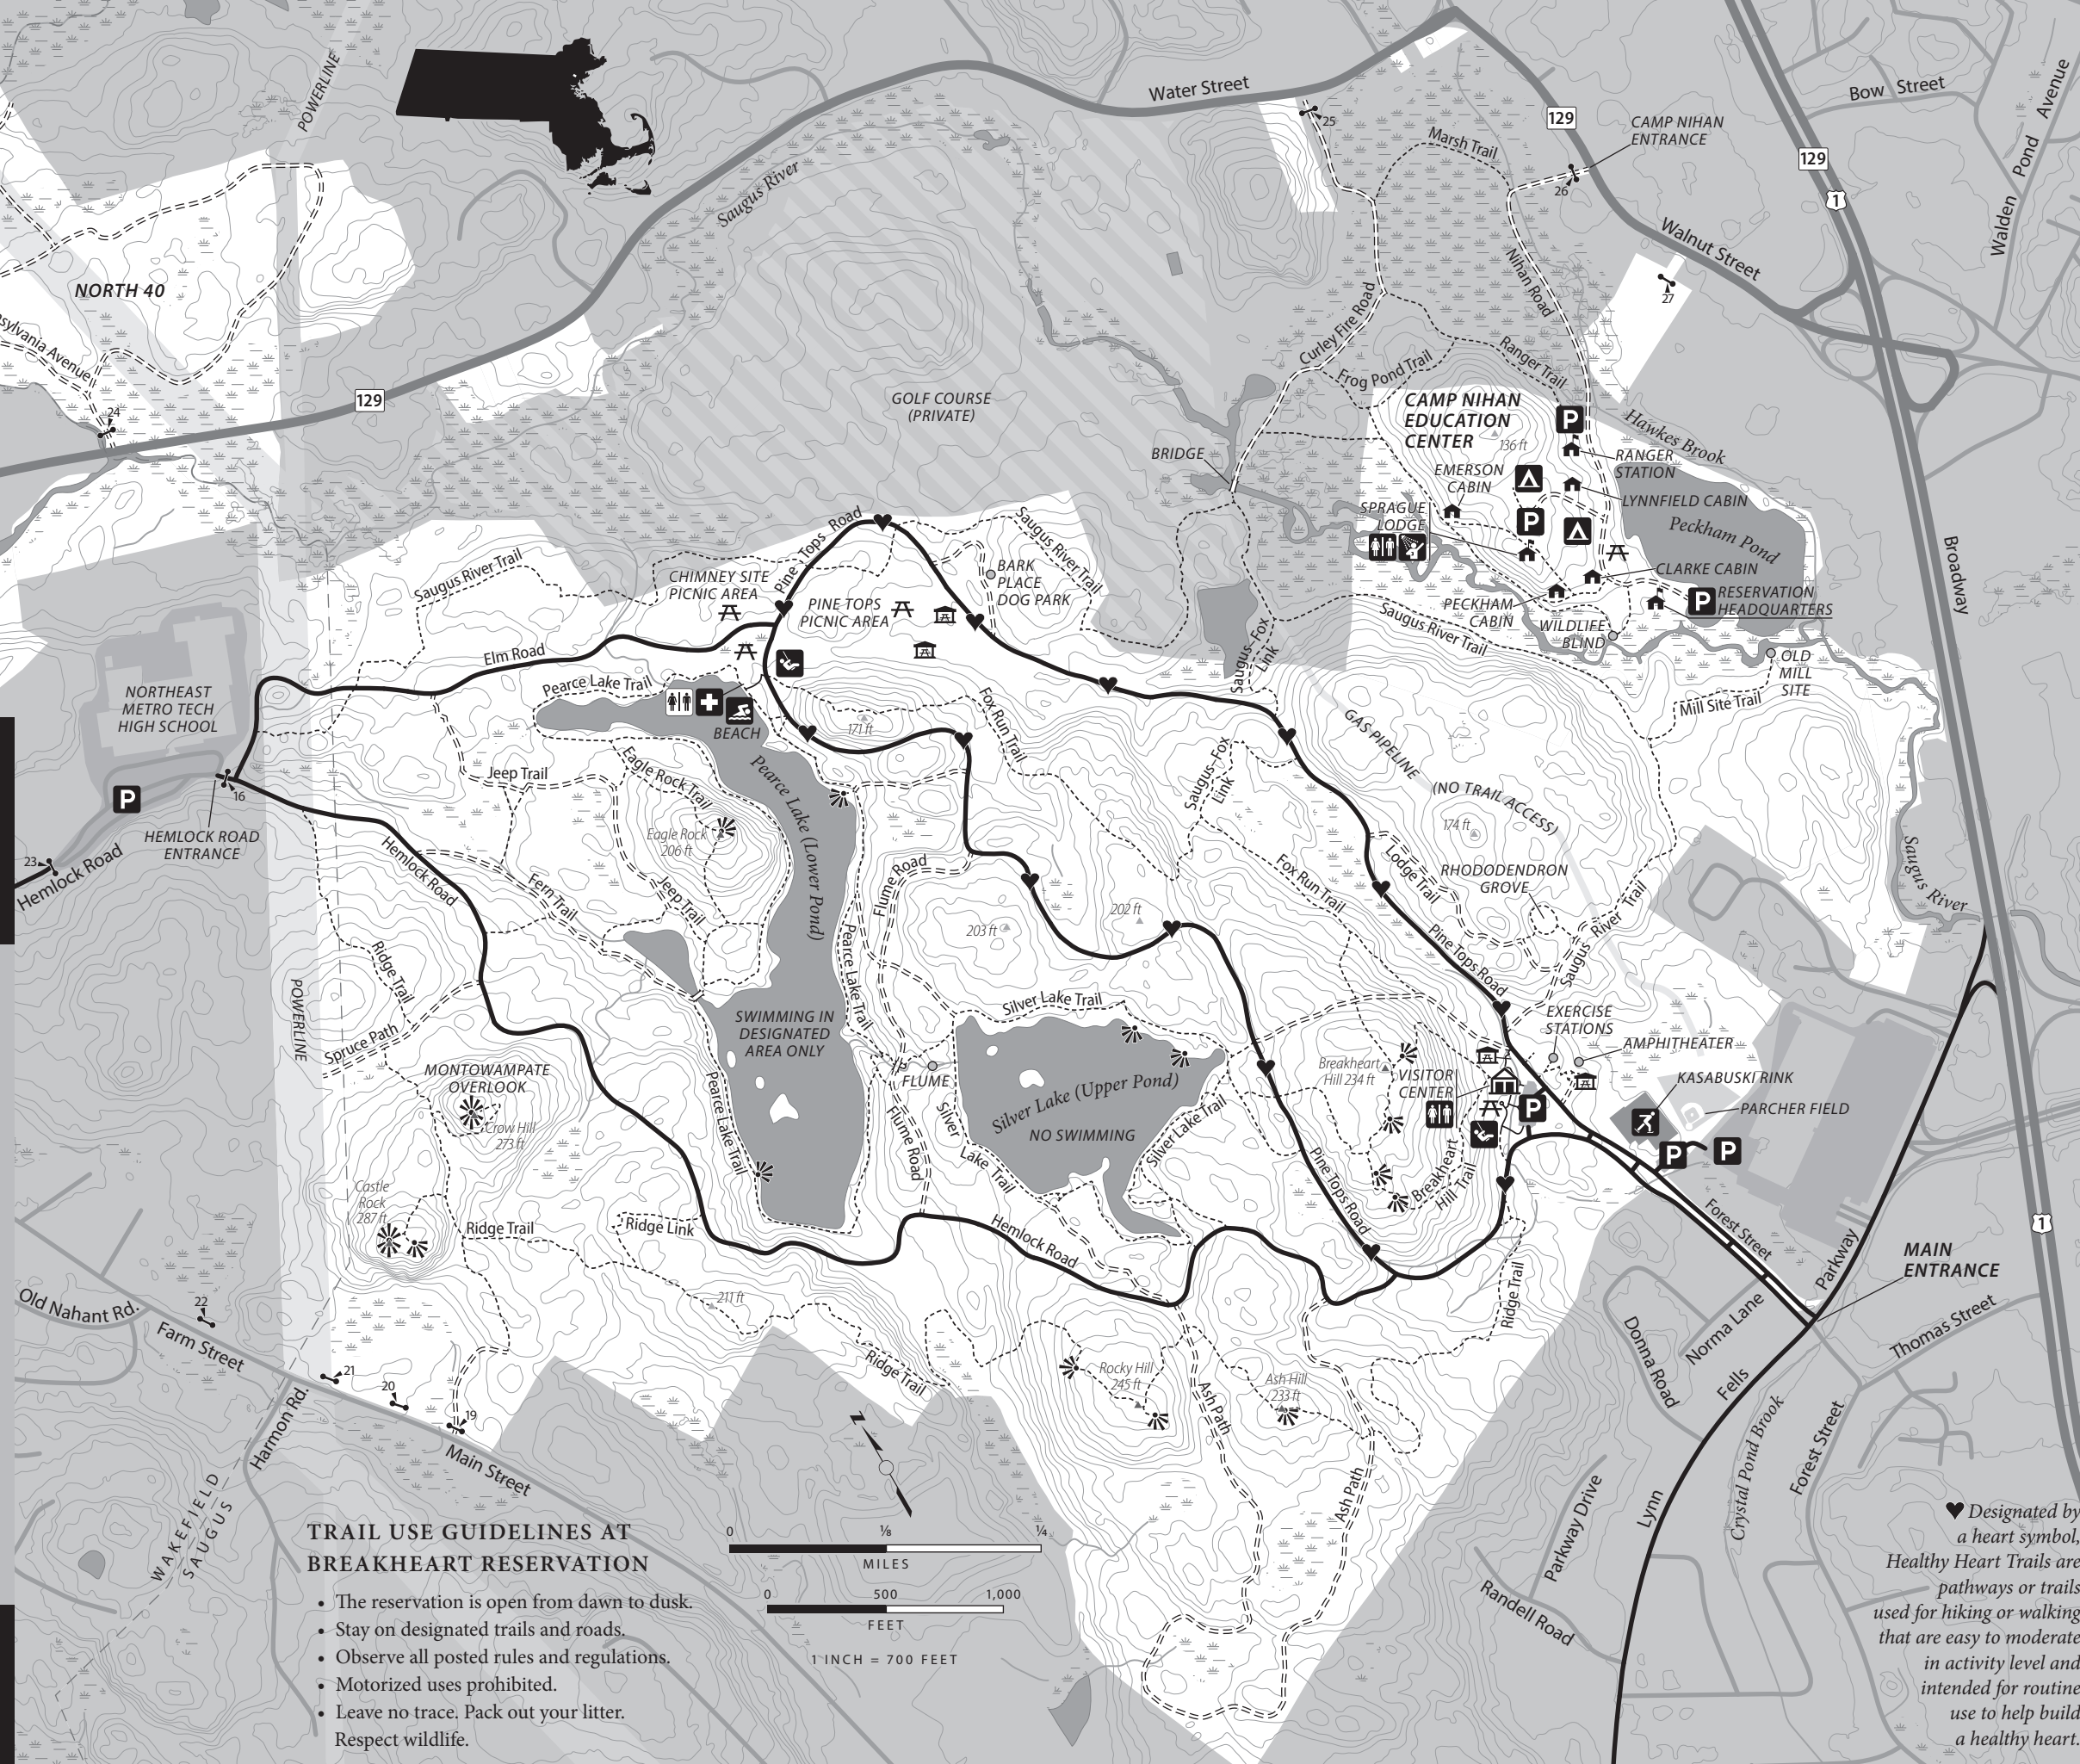 POWERLINE
Water Street
Bow Street
Walden Pond Avenue
129
25
CAMP NIHAN
ENTRANCE
129
1
26
Marsh Trail
Saugus River
Walnut Street
27
NORTH 40
Nihan Road
sylvania Avenue
Curley Fire Road
Ranger Trail
Frog Pond Trail
129
24
GOLF COURSE
(PRIVATE)
CAMP NIHAN
EDUCATION
CENTER
136 ft
P
Hawkes Brook
RANGER
STATION
BRIDGE
EMERSON
CABIN
LYNNFIELD CABIN
SPRAGUE
LODGE
P
Peckham Pond
Pine Tops Road
Saugus River Trail
Saugus River Trail
CHIMNEY SITE
PICNIC AREA
PINE TOPS
PICNIC AREA
BARK
PLACE
DOG PARK
CLARKE CABIN
PECKHAM
CABIN
P
RESERVATION
HEADQUARTERS
WILDLIFE
BLIND
Saugus River Trail
Broadway
Elm Road
Saugus-Fox
Link
OLD
MILL
SITE
Mill Site Trail
NORTHEAST
METRO TECH
HIGH SCHOOL
Pearce Lake Trail
BEACH
171 ft
Fox Run Trail
GAS PIPELINE
(NO TRAIL ACCESS)
Jeep Trail
Eagle Rock Trail
Pearce Lake (Lower Pond)
Saugus–Fox
Link
P
16
HEMLOCK ROAD
ENTRANCE
Eagle Rock
206 ft
174 ft
23
Hemlock Road
Hemlock Road
Fern Trail
Jeep Trail
Flume Road
Fox Run Trail
Lodge Trail
RHODODENDRON
GROVE
Saugus River
203 ft
202 ft
Pearce Lake Trail
Pine Tops Road
Saugus River Trail
Ridge Trail
POWERLINE
Spruce Path
SWIMMING IN
DESIGNATED
AREA ONLY
Silver Lake Trail
EXERCISE
STATIONS
AMPHITHEATER
MONTOWAMPATE
OVERLOOK
FLUME
Silver Lake (Upper Pond)
NO SWIMMING
Breakheart
Hill 234 ft
VISITOR
CENTER
KASABUSKI RINK
PARCHER FIELD
P
Crow Hill
273 ft
Pearce Lake Trail
Flume Road
Silver Lake Trail
Silver Lake Trail
Pine Tops Road
Breakheart
Hill Trail
P
P
Castle
Rock
287 ft
Ridge Trail
Ridge Link
Hemlock Road
Forest Street
1
Parkway
MAIN
ENTRANCE
Ridge Trail
211 ft
Old Nahant Rd.
22
Farm Street
21
20
19
Harmon Rd.
Main Street
Ridge Trail
Rocky Hill
245 ft
Ash Hill
233 ft
Ash Path
Ash Path
Donna Road
Norma Lane
Thomas Street
Fells
Crystal Pond Brook
Forest Street
Lynn
Parkway Drive
Randell Road
WAKEFIELD
SAUGUS
N
0 ⅛ ¼
MILES
0 500 1,000
FEET
1 INCH = 700 FEET
TRAIL USE GUIDELINES AT
BREAKHEART RESERVATION
• The reservation is open from dawn to dusk.
• Stay on designated trails and roads.
• Observe all posted rules and regulations.
• Motorized uses prohibited.
• Leave no trace. Pack out your litter.
Respect wildlife.
♥ Designated by
a heart symbol,
Healthy Heart Trails are
pathways or trails
used for hiking or walking
that are easy to moderate
in activity level and
intended for routine
use to help build
a healthy heart.